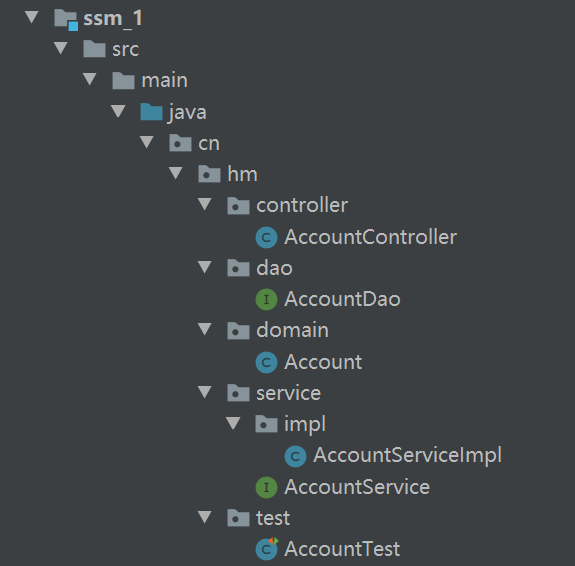 ssm_1
src
main
java
cn
hm
controller
C AccountController
dao
I AccountDao
domain
C Account
service
impl
C AccountServiceImpl
I AccountService
test
C AccountTest